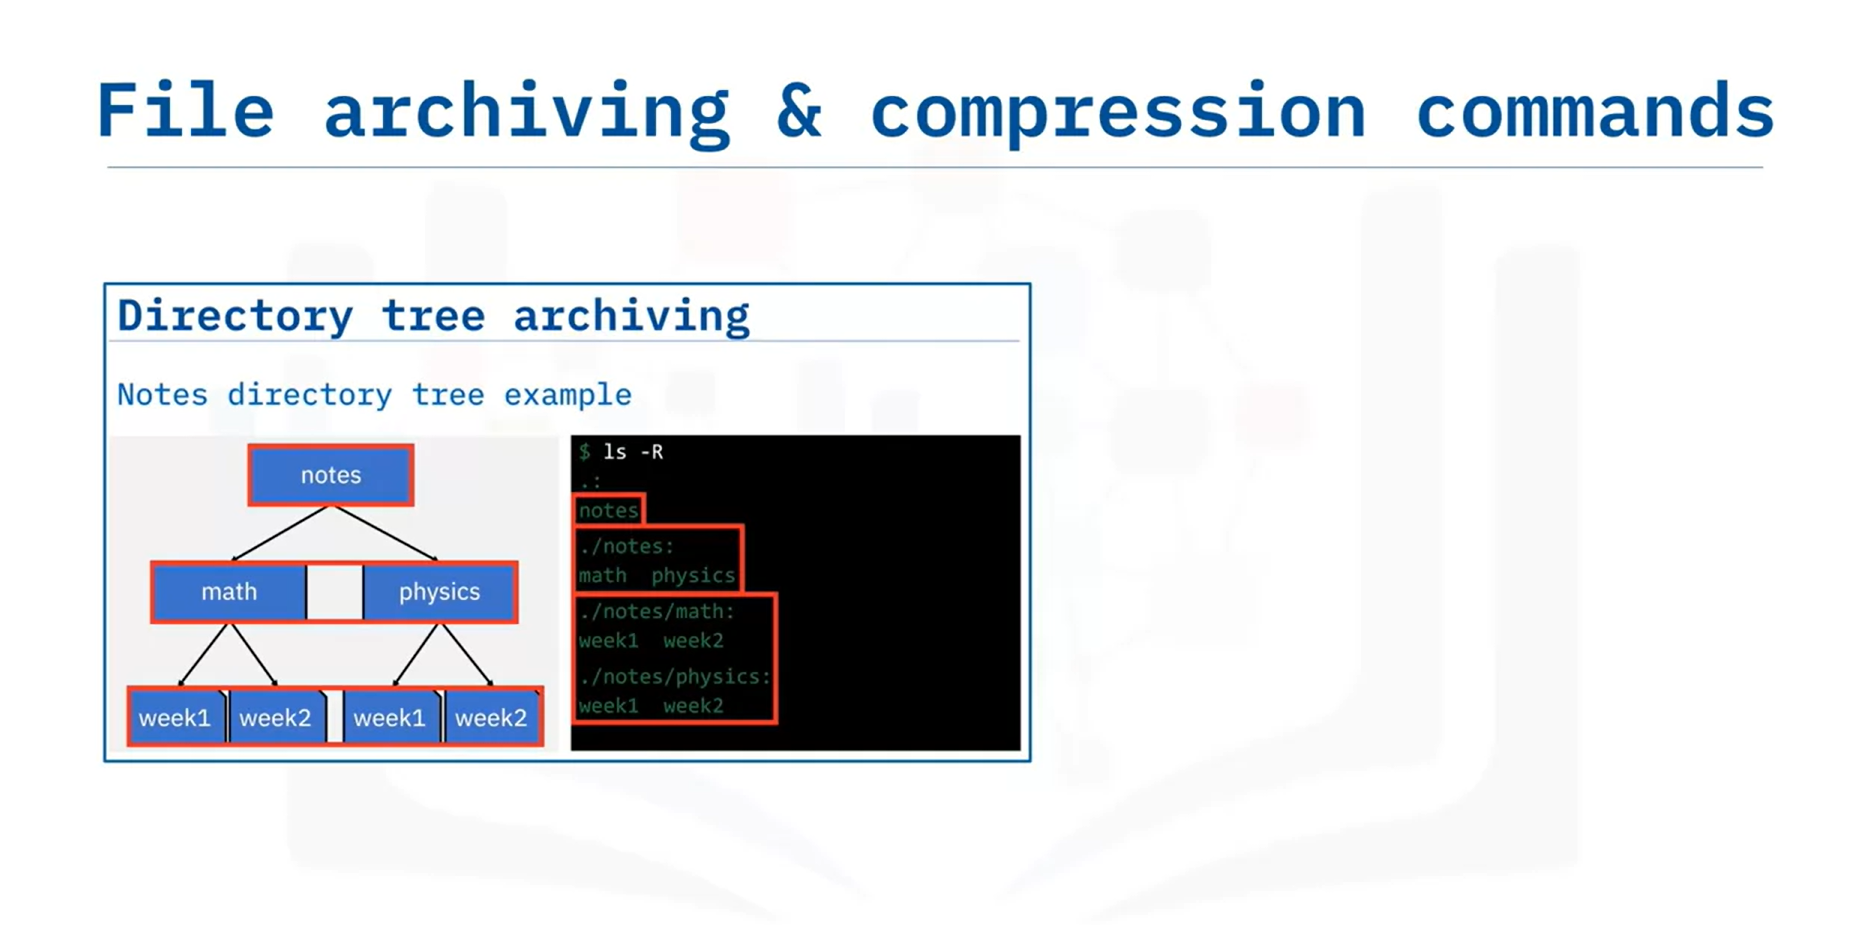 File archiving & compression commands
Directory tree archiving
Notes directory tree example
notes
math physics
week1 week2 week1 week2
$ ls -R
.:
notes
./notes:
math physics
./notes/math:
week1 week2
./notes/physics:
week1 week2